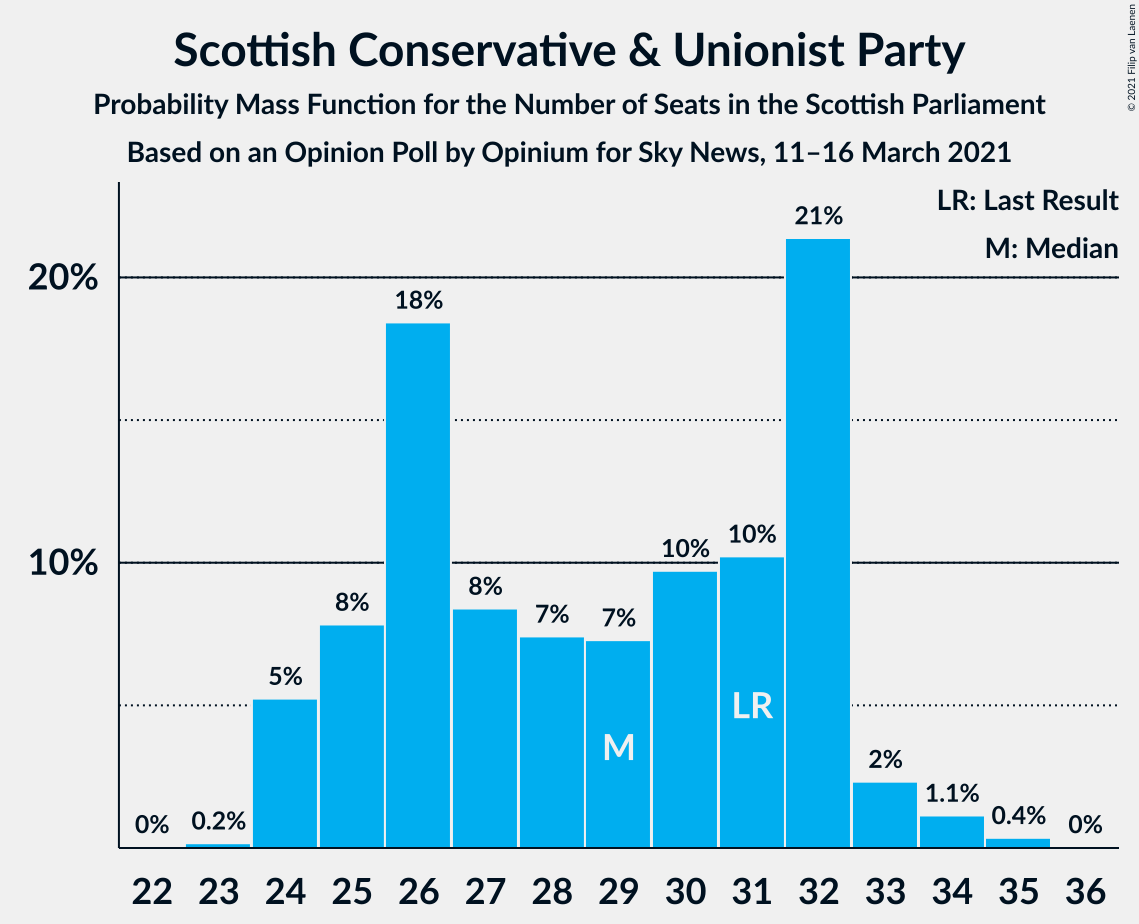 Scottish Conservative & Unionist Party
Probability Mass Function for the Number of Seats in the Scottish Parliament
Based on an Opinion Poll by Opinium for Sky News, 11–16 March 2021
© 2021 Filip van Laenen
LR: Last Result
M: Median
20%
10%
0%
0.2%
5%
8%
18%
8%
7%
7%
10%
10%
21%
2%
1.1%
0.4%
0%
M
LR
22 23 24 25 26 27 28 29 30 31 32 33 34 35 36